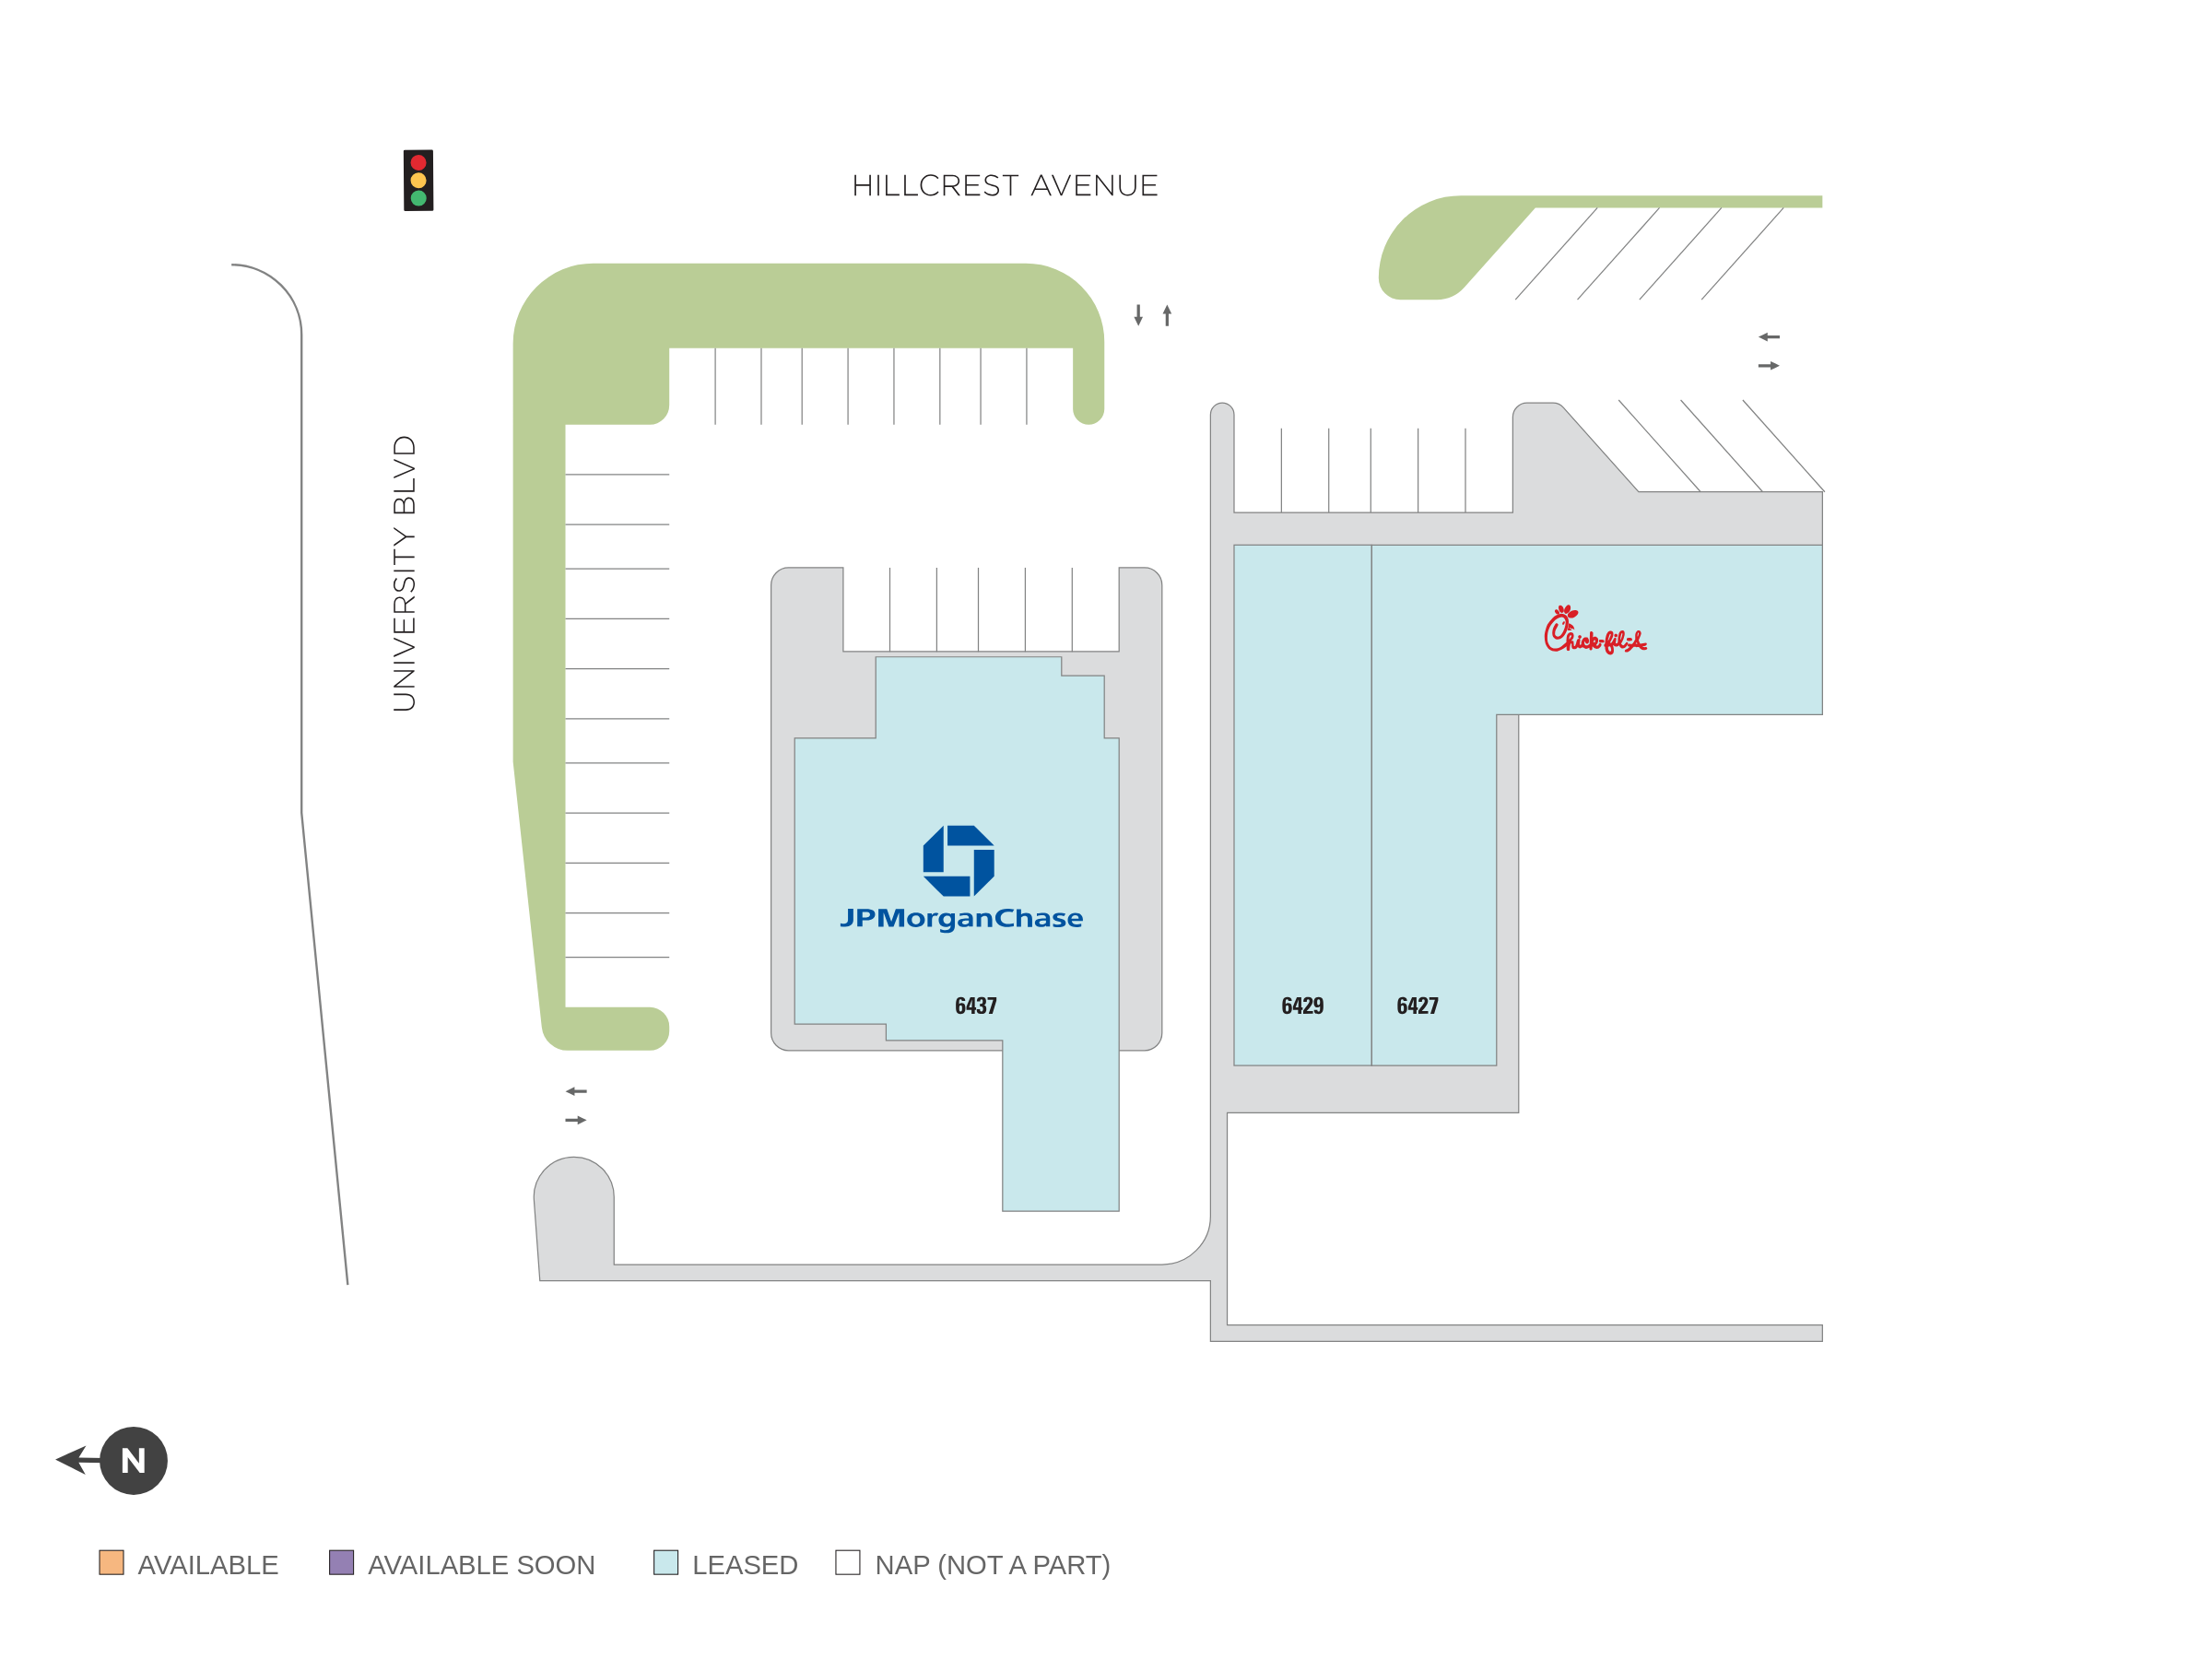 HILLCREST AVENUE
UNIVERSITY BLVD
Chick-fil-A
JPMorganChase
6437
6429
6427
N
AVAILABLE
AVAILABLE SOON
LEASED
NAP (NOT A PART)